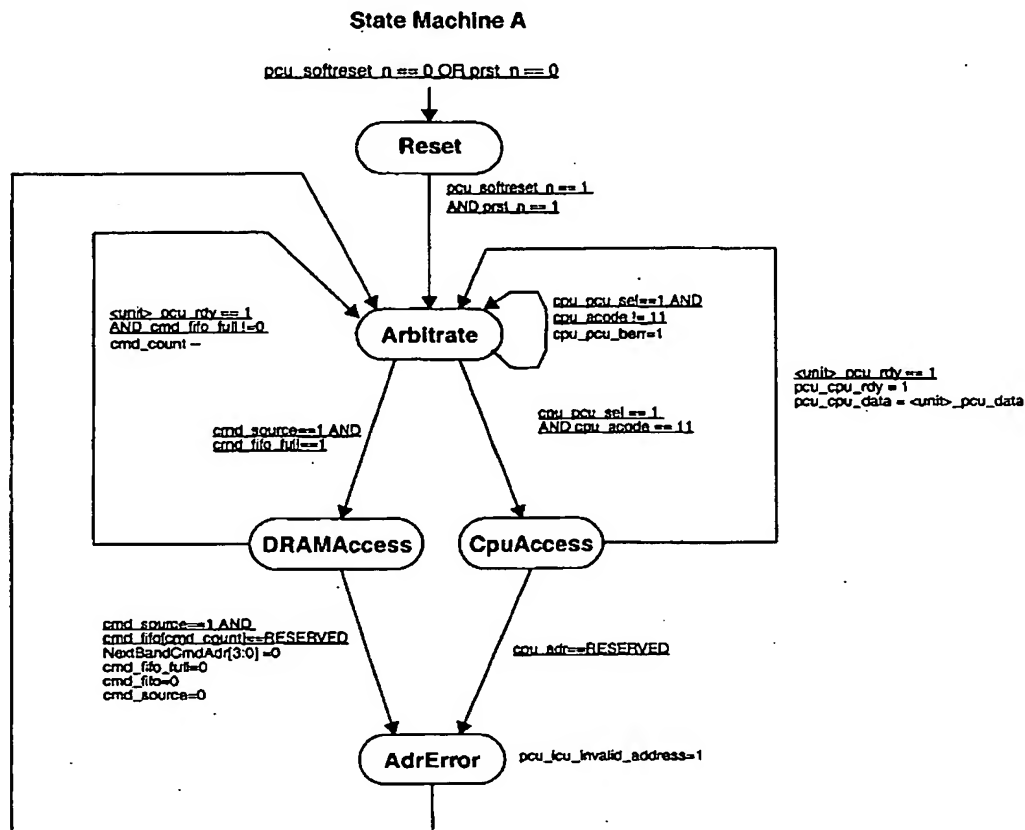 State Machine A
pcu_softreset_n == 0 OR prst_n == 0
Reset
pcu_softreset_n == 1
AND prst_n == 1
<unit>_pcu_rdy == 1
AND cmd_fifo_full !=0
cmd_count --
Arbitrate
cpu_pcu_sel==1 AND
cpu_acode != 11
cpu_pcu_berr=1
<unit>_pcu_rdy == 1
pcu_cpu_rdy = 1
pcu_cpu_data = <unit>_pcu_data
cmd_source==1 AND
cmd_fifo_full==1
cpu_pcu_sel == 1
AND cpu_acode == 11
DRAMAccess
CpuAccess
cmd_source==1 AND
cmd_fifo[cmd_count]==RESERVED
NextBandCmdAdr[3:0] =0
cmd_fifo_full=0
cmd_fifo=0
cmd_source=0
cpu_adr==RESERVED
AdrError
pcu_icu_invalid_address=1